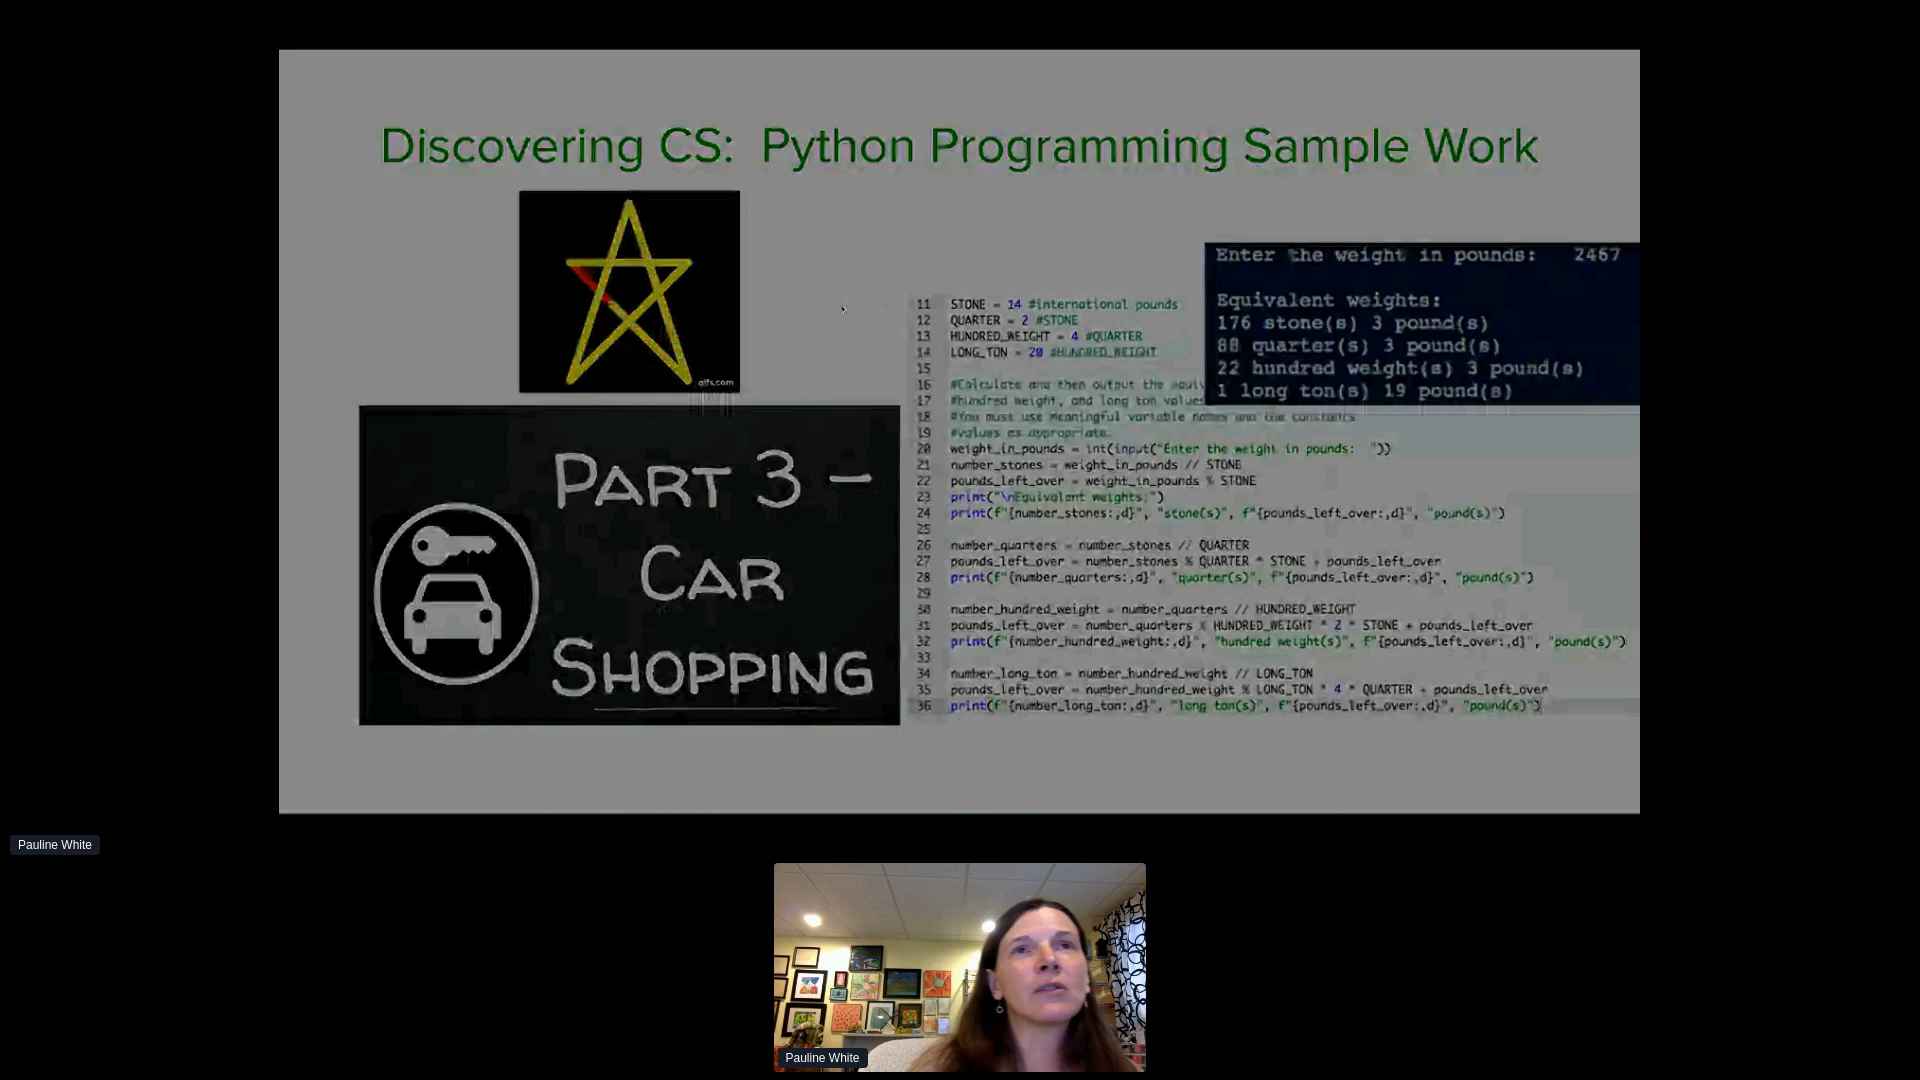 Discovering CS:  Python Programming Sample Work
gifs.com
PART 3 -
CAR
SHOPPING
Enter the weight in pounds:   2467
Equivalent weights:
176 stone(s) 3 pound(s)
88 quarter(s) 3 pound(s)
22 hundred weight(s) 3 pound(s)
1 long ton(s) 19 pound(s)
11 STONE = 14 #international pounds
12 QUARTER = 2 #STONE
13 HUNDRED_WEIGHT = 4 #QUARTER
14 LONG_TON = 20 #HUNDRED_WEIGHT
15
16 #Calculate and then output the
17 #hundred weight, and long ton values
18 #You must use meaningful variable names and the constants
19 #values as appropriate.
20 weight_in_pounds = int(input("Enter the weigh in pounds:  "))
21 number_stones = weight_in_pounds // STONE
22 pounds_left_over = weight_in_pounds % STONE
23 print("\nEquivalent weights:")
24 print(f"{number_stones:,d}", "stone(s)", f"{pounds_left_over:,d}", "pound(s)")
25
26 number_quarters = number_stones // QUARTER
27 pounds_left_over = number_stones % QUARTER * STONE + pounds_left_over
28 print(f"{number_quarters:,d}", "quarter(s)", f"{pounds_left_over:,d}", "pound(s)")
29
30 number_hundred_weight = number_quarters // HUNDRED_WEIGHT
31 pounds_left_over = number_quarters % HUNDRED_WEIGHT * 2 * STONE + pounds_left_over
32 print(f"{number_hundred_weight:,d}", "hundred weight(s)", f"{pounds_left_over:,d}", "pound(s)")
33
34 number_long_ton = number_hundred_weight // LONG_TON
35 pounds_left_over = number_hundred_weight % LONG_TON * 4 * QUARTER + pounds_left_over
36 print(f"{number_long_ton:,d}", "long ton(s)", f"{pounds_left_over:,d}", "pound(s)")
Pauline White
Pauline White